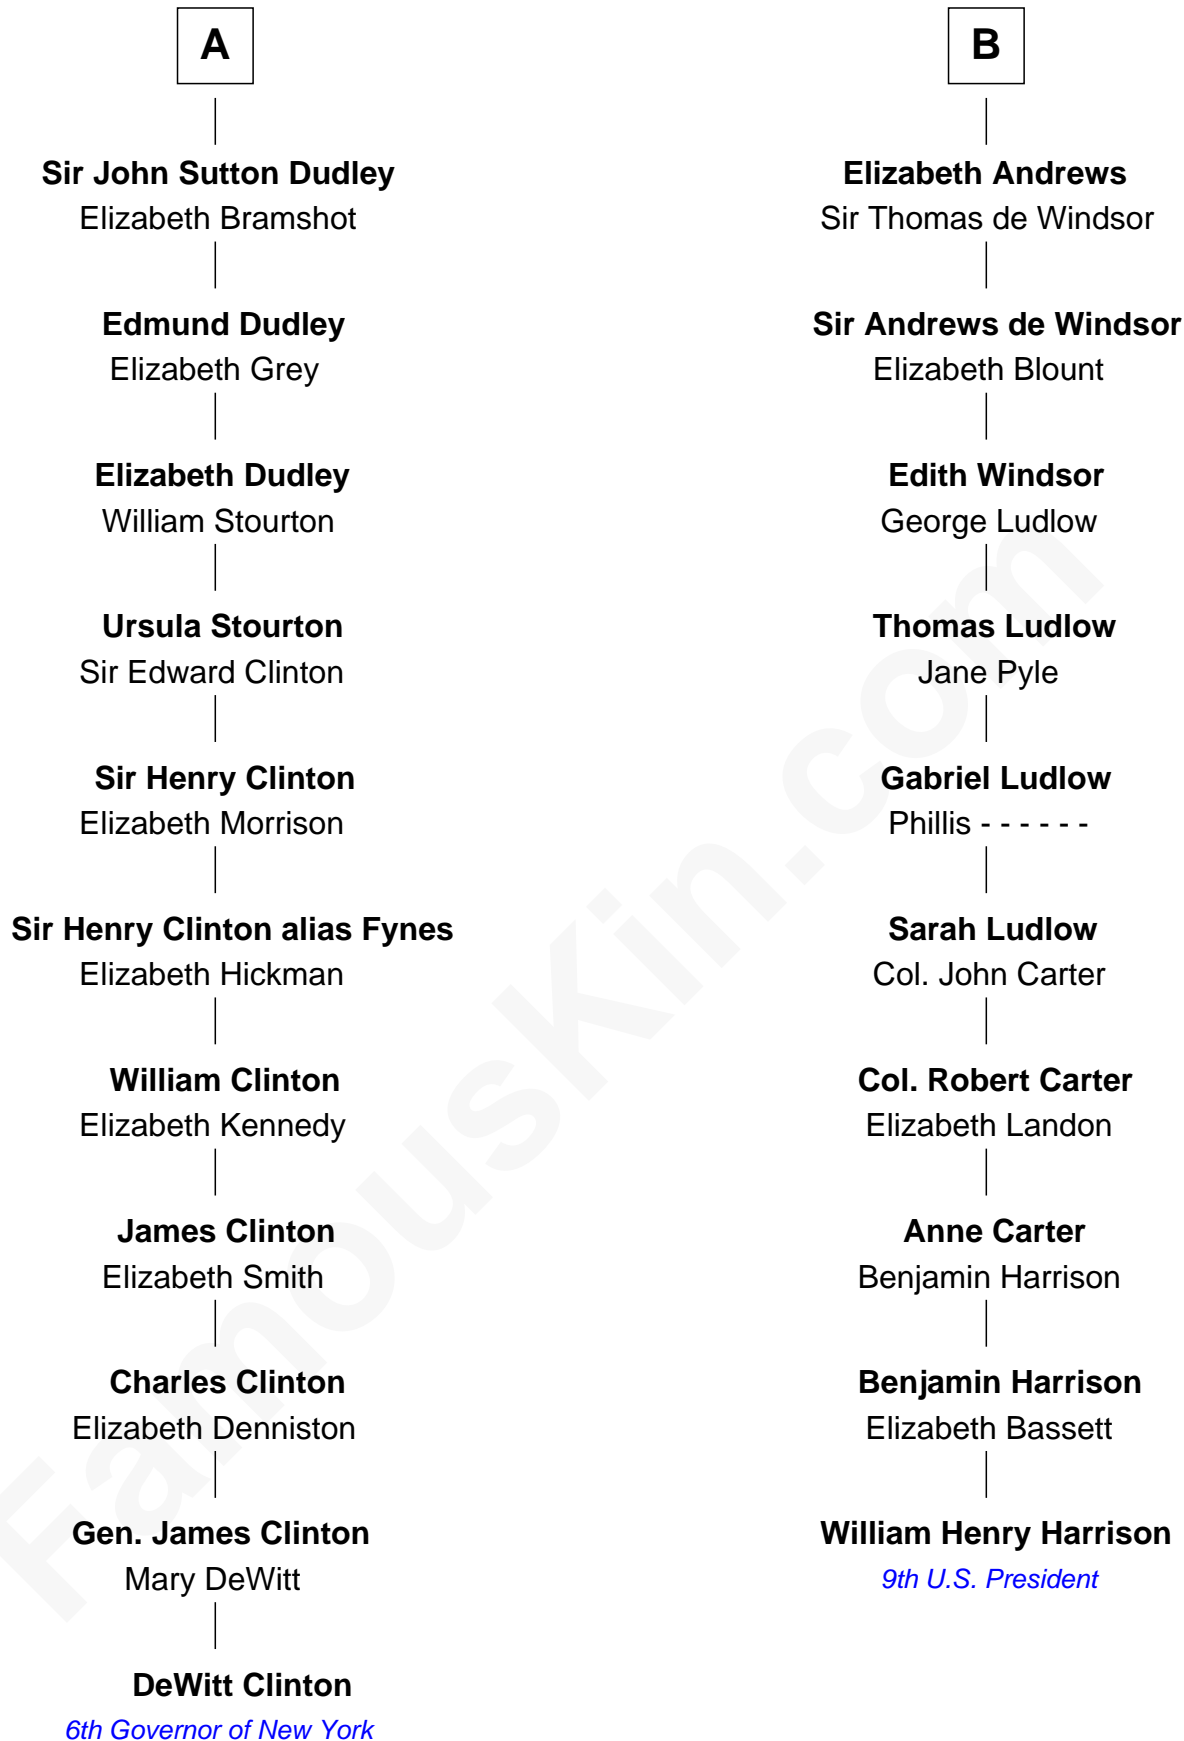 A
Sir John Sutton Dudley
Elizabeth Bramshot
Edmund Dudley
Elizabeth Grey
Elizabeth Dudley
William Stourton
Ursula Stourton
Sir Edward Clinton
Sir Henry Clinton
Elizabeth Morrison
Sir Henry Clinton alias Fynes
Elizabeth Hickman
William Clinton
Elizabeth Kennedy
James Clinton
Elizabeth Smith
Charles Clinton
Elizabeth Denniston
Gen. James Clinton
Mary DeWitt
DeWitt Clinton
6th Governor of New York
B
Elizabeth Andrews
Sir Thomas de Windsor
Sir Andrews de Windsor
Elizabeth Blount
Edith Windsor
George Ludlow
Thomas Ludlow
Jane Pyle
Gabriel Ludlow
Phillis - - - - - -
Sarah Ludlow
Col. John Carter
Col. Robert Carter
Elizabeth Landon
Anne Carter
Benjamin Harrison
Benjamin Harrison
Elizabeth Bassett
William Henry Harrison
9th U.S. President
FamousKin.com